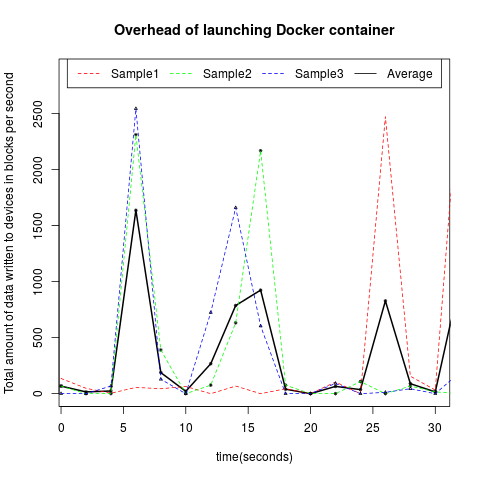 Overhead of launching Docker container
Sample1 Sample2 Sample3 Average
Total amount of data written to devices in blocks per second
2500
2000
1500
1000
500
0
0 5 10 15 20 25 30
time(seconds)